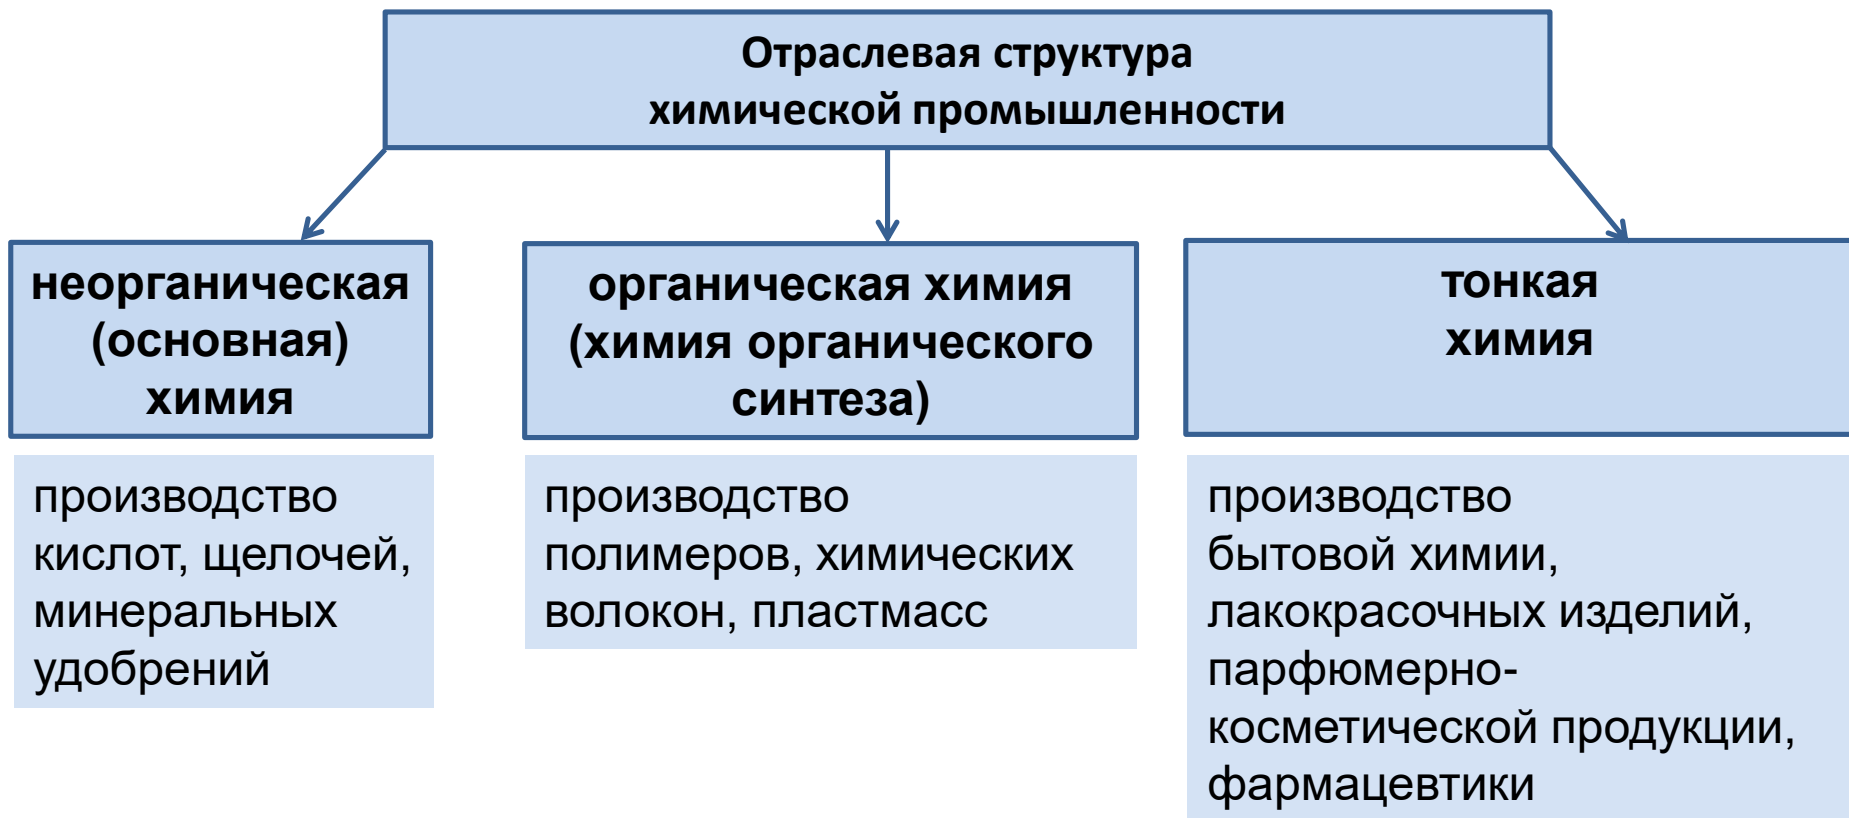 Отраслевая структура
химической промышленности
неорганическая
(основная)
химия
органическая химия
(химия органического
синтеза)
тонкая
химия
производство
кислот, щелочей,
минеральных
удобрений
производство
полимеров, химических
волокон, пластмасс
производство
бытовой химии,
лакокрасочных изделий,
парфюмерно-
косметической продукции,
фармацевтики